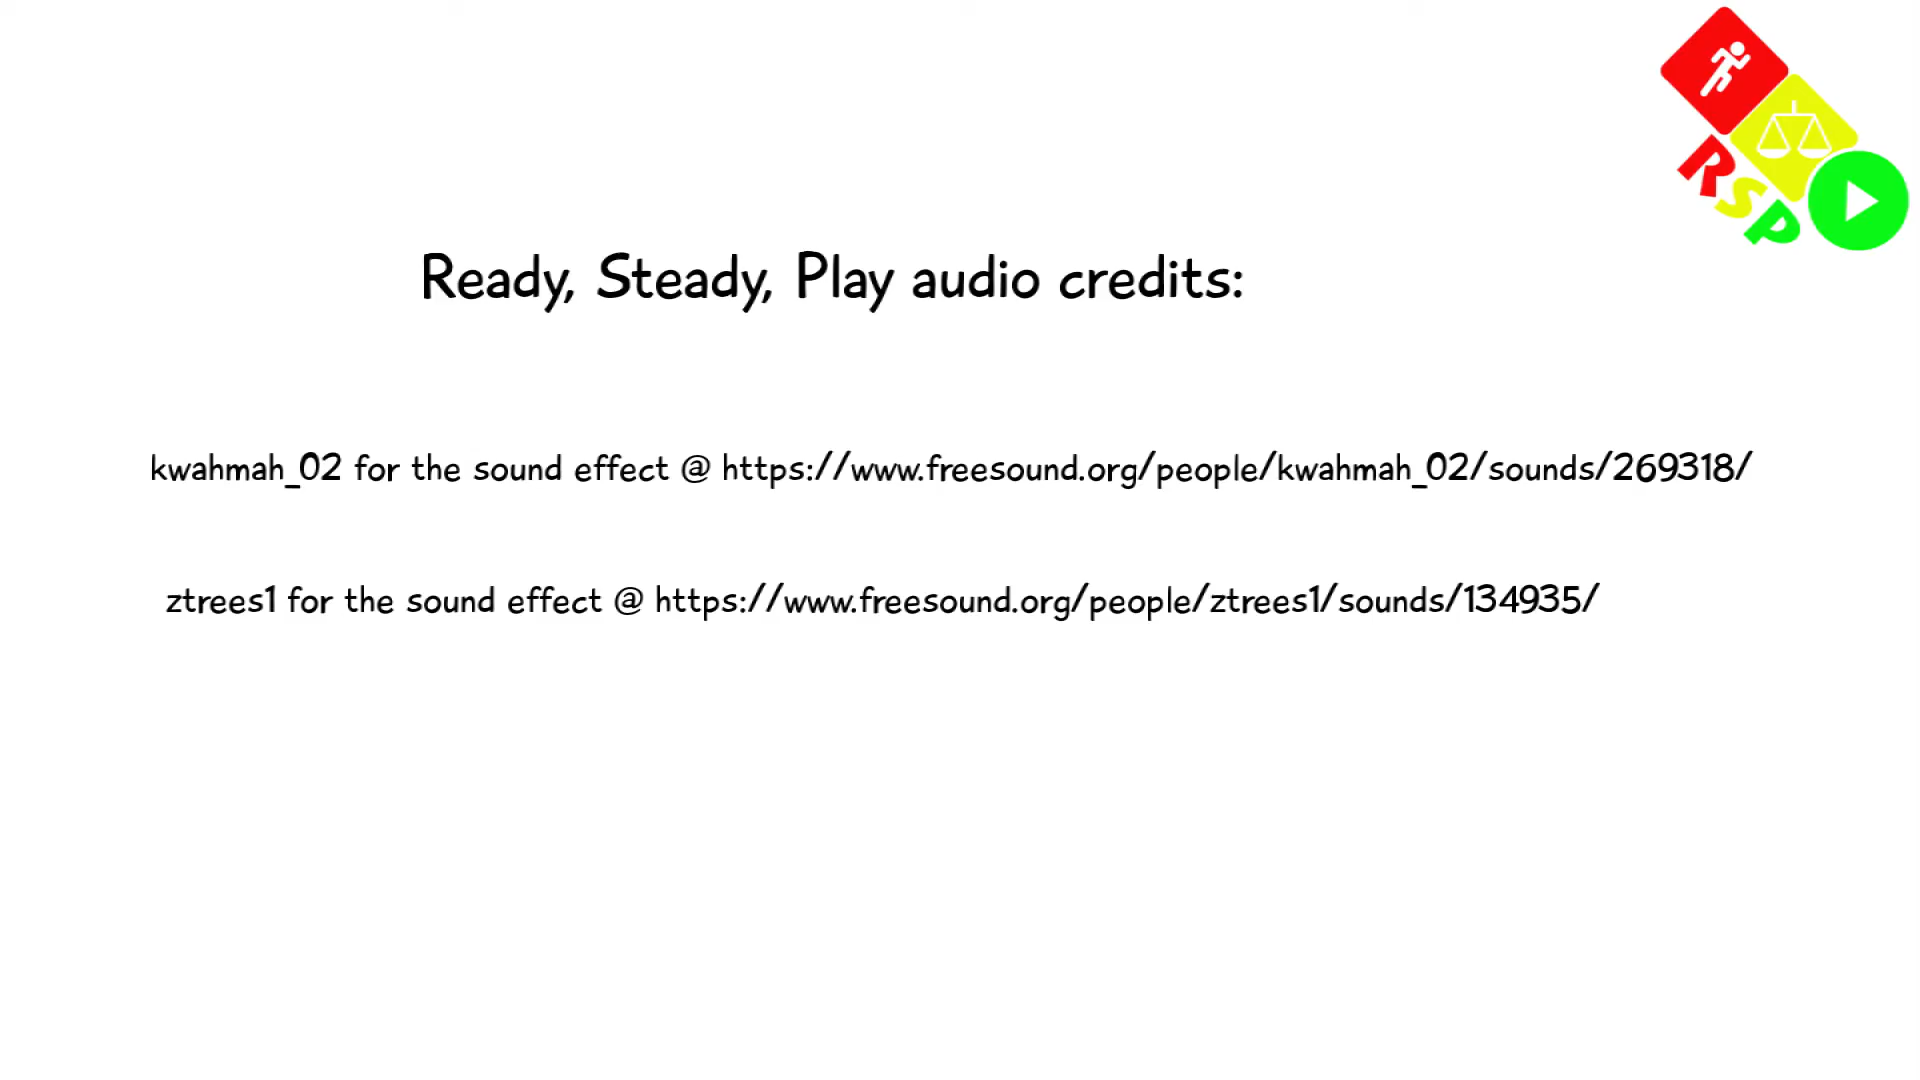 RSP
Ready, Steady, Play audio credits:
kwahmah_02 for the sound effect @ https://www.freesound.org/people/kwahmah_02/sounds/269318/
ztrees1 for the sound effect @ https://www.freesound.org/people/ztrees1/sounds/134935/